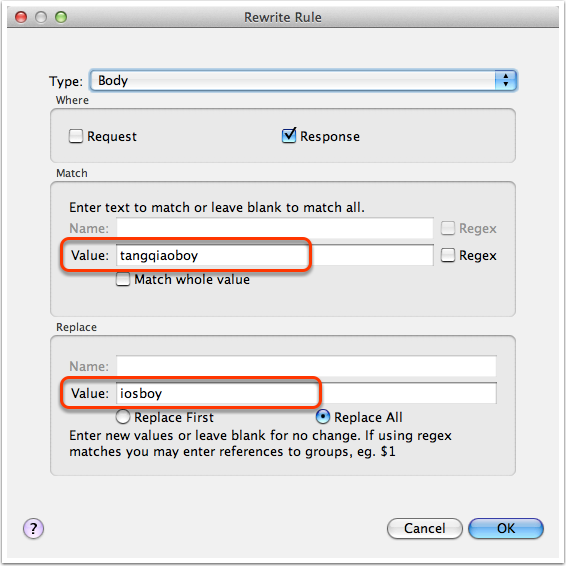 Rewrite Rule
Type: Body
Where
Request Response
Match
Enter text to match or leave blank to match all.
Name: Regex
Value: tangqiaoboy Regex
Match whole value
Replace
Name:
Value: iosboy
Replace First Replace All
Enter new values or leave blank for no change. If using regex
matches you may enter references to groups, eg. $1
? Cancel OK